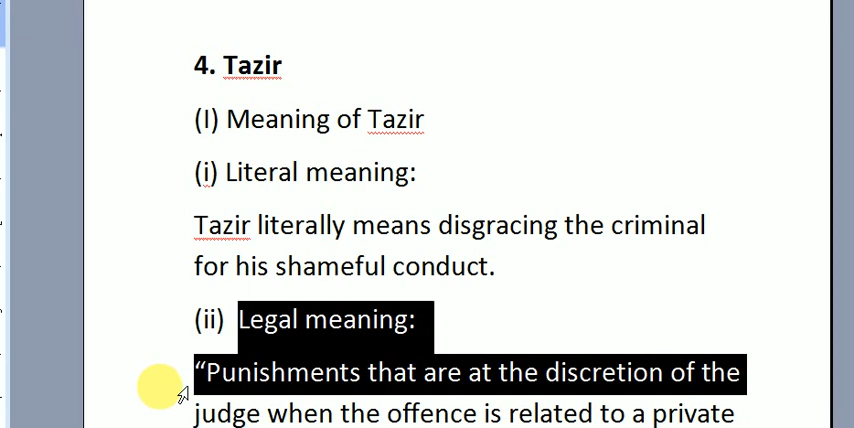 4. Tazir
(I) Meaning of Tazir
(i) Literal meaning:
Tazir literally means disgracing the criminal
for his shameful conduct.
(ii) Legal meaning:
“Punishments that are at the discretion of the
judge when the offence is related to a private